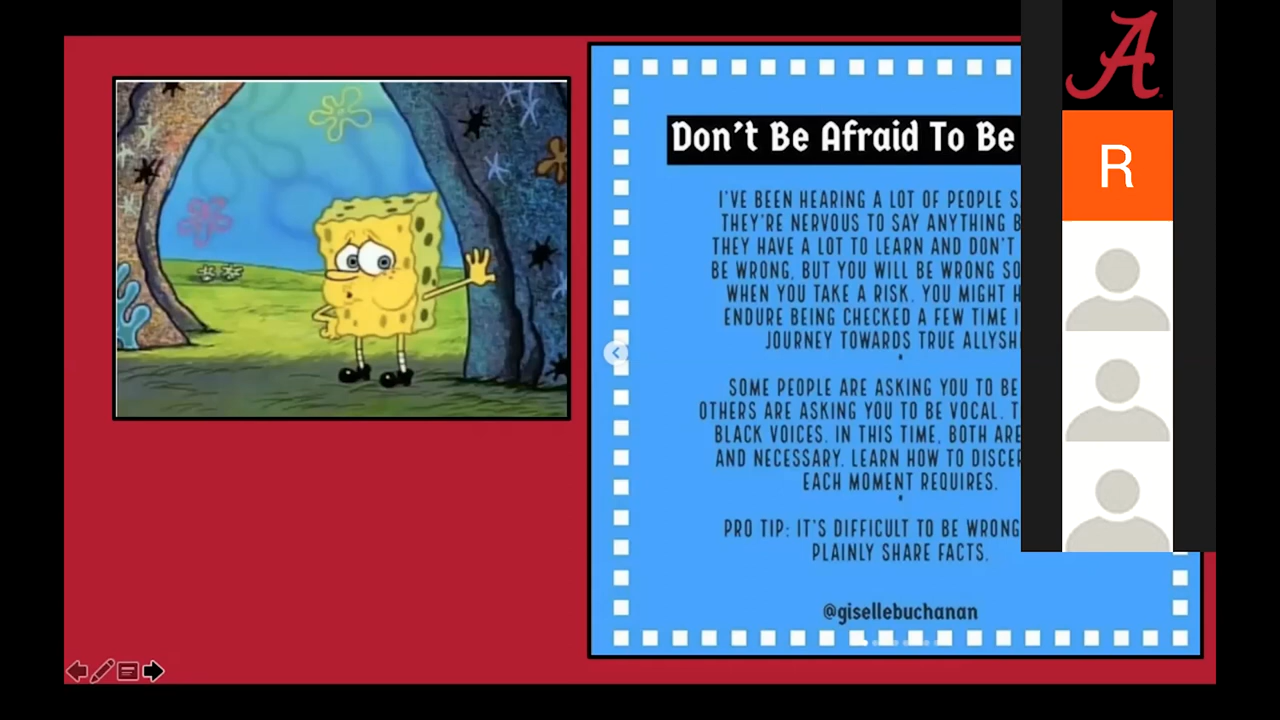 Don't Be Afraid To Be
I'VE BEEN HEARING A LOT OF PEOPLE S
THEY'RE NERVOUS TO SAY ANYTHING B
THEY HAVE A LOT TO LEARN AND DON'T
BE WRONG, BUT YOU WILL BE WRONG SO
WHEN YOU TAKE A RISK. YOU MIGHT H
ENDURE BEING CHECKED A FEW TIME I
JOURNEY TOWARDS TRUE ALLYSH
SOME PEOPLE ARE ASKING YOU TO BE
OTHERS ARE ASKING YOU TO BE VOCAL. T
BLACK VOICES. IN THIS TIME, BOTH ARE
AND NECESSARY. LEARN HOW TO DISCER
EACH MOMENT REQUIRES.
PRO TIP: IT'S DIFFICULT TO BE WRONG
PLAINLY SHARE FACTS.
@gisellebuchanan
A
R